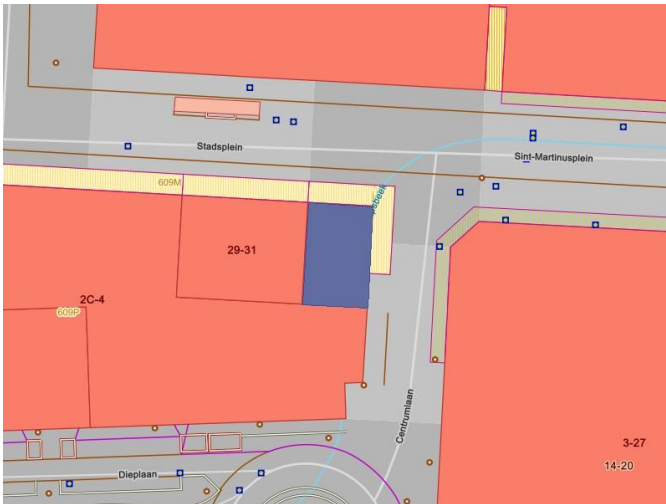 Stadsplein
Sint-Martinusplein
609M
29-31
2C-4
609P
Centrumlaan
3-27
14-20
Dieplaan